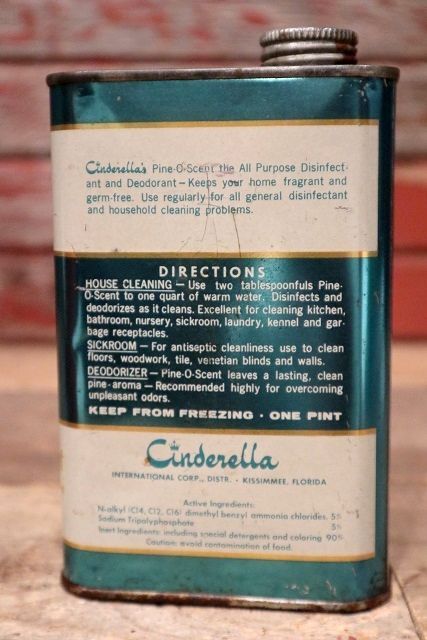 Cinderella's Pine-O-Scent the All Purpose Disinfect-
ant and Deodorant — Keeps your home fragrant and
germ-free. Use regularly for all general disinfectant
and household cleaning problems.
DIRECTIONS
HOUSE CLEANING — Use two tablespoonfuls Pine-
O-Scent to one quart of warm water. Disinfects and
deodorizes as it cleans. Excellent for cleaning kitchen,
bathroom, nursery, sickroom, laundry, kennel and gar-
bage receptacles.
SICKROOM — For antiseptic cleanliness use to clean
floors, woodwork, tile, venetian blinds and walls.
DEODORIZER — Pine-O-Scent leaves a lasting, clean
pine-aroma — Recommended highly for overcoming
unpleasant odors.
KEEP FROM FREEZING · ONE PINT
Cinderella
INTERNATIONAL CORP., DISTR. · KISSIMMEE, FLORIDA
Active Ingredients:
N-alkyl (C14, C12, C16) dimethyl benzyl ammonia chlorides. 5%
Sodium Tripolyphosphate 5%
Inert Ingredients: including special detergents and coloring 90%
Caution: avoid contamination of food.